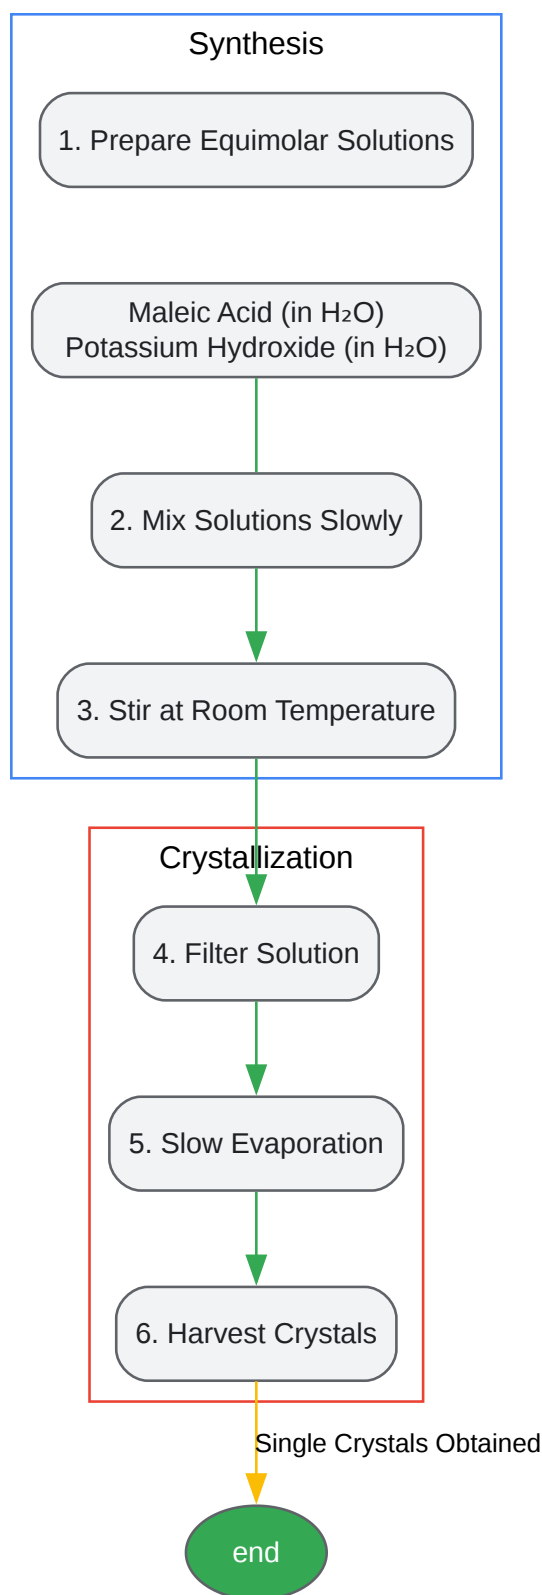 Synthesis
1. Prepare Equimolar Solutions
Maleic Acid (in H₂O)
Potassium Hydroxide (in H₂O)
2. Mix Solutions Slowly
3. Stir at Room Temperature
Crystallization
4. Filter Solution
5. Slow Evaporation
6. Harvest Crystals
Single Crystals Obtained
end